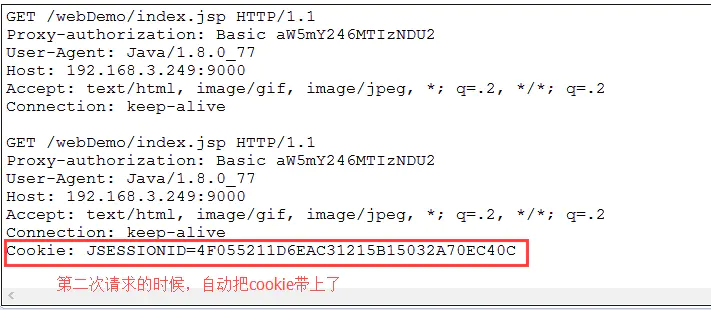 GET /webDemo/index.jsp HTTP/1.1
Proxy-authorization: Basic aW5mY246MTIzNDU2
User-Agent: Java/1.8.0_77
Host: 192.168.3.249:9000
Accept: text/html, image/gif, image/jpeg, *; q=.2, */*; q=.2
Connection: keep-alive
GET /webDemo/index.jsp HTTP/1.1
Proxy-authorization: Basic aW5mY246MTIzNDU2
User-Agent: Java/1.8.0_77
Host: 192.168.3.249:9000
Accept: text/html, image/gif, image/jpeg, *; q=.2, */*; q=.2
Connection: keep-alive
Cookie: JSESSIONID=4F055211D6EAC31215B15032A70EC40C
第二次请求的时候，自动把cookie带上了